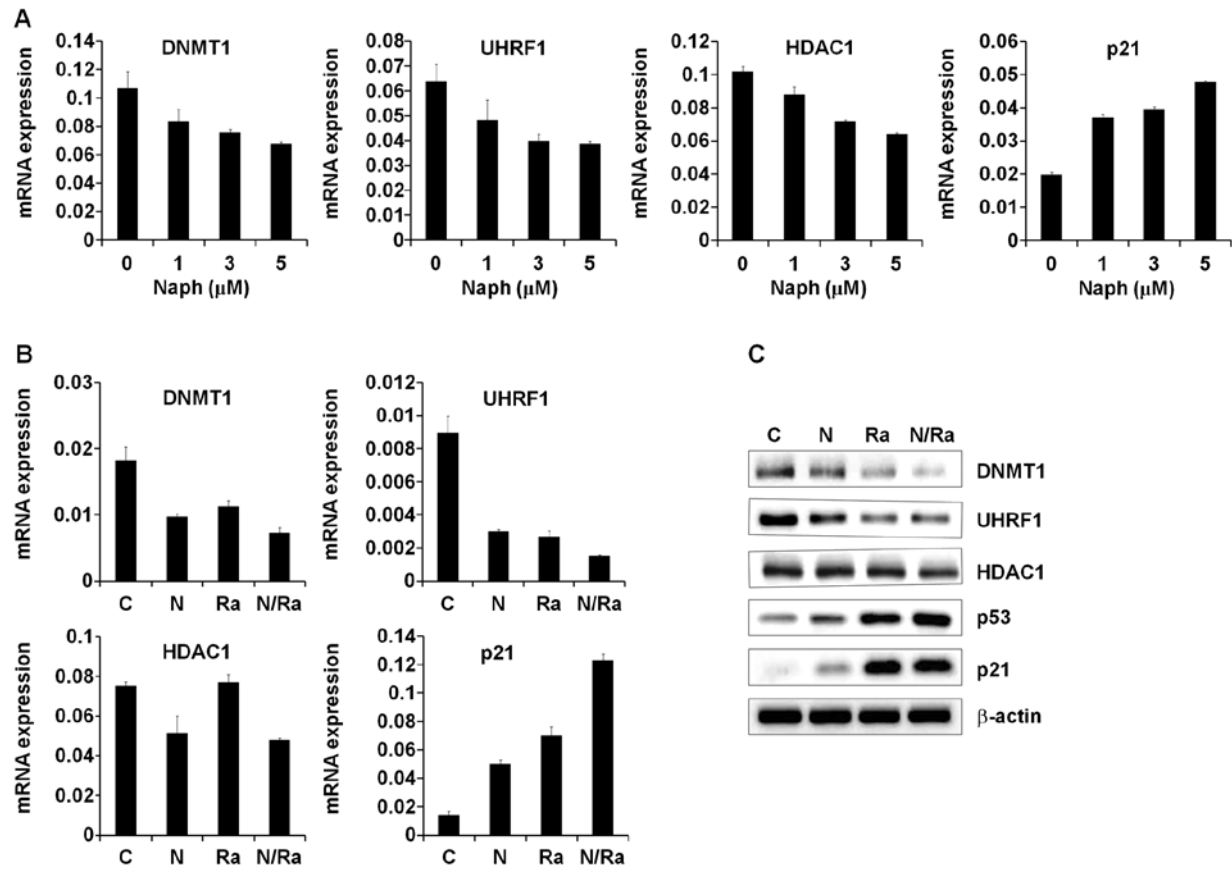 A
DNMT1
mRNA expression
0.14
0.12
0.1
0.08
0.06
0.04
0.02
0
0 1 3 5
Naph (μM)
UHRF1
mRNA expression
0.08
0.07
0.06
0.05
0.04
0.03
0.02
0.01
0
0 1 3 5
Naph (μM)
HDAC1
mRNA expression
0.12
0.1
0.08
0.06
0.04
0.02
0
0 1 3 5
Naph (μM)
p21
mRNA expression
0.06
0.05
0.04
0.03
0.02
0.01
0
0 1 3 5
Naph (μM)
B
DNMT1
mRNA expression
0.03
0.02
0.01
0
C N Ra N/Ra
UHRF1
mRNA expression
0.012
0.01
0.008
0.006
0.004
0.002
0
C N Ra N/Ra
HDAC1
mRNA expression
0.1
0.08
0.06
0.04
0.02
0
C N Ra N/Ra
p21
mRNA expression
0.14
0.12
0.1
0.08
0.06
0.04
0.02
0
C N Ra N/Ra
C
C N Ra N/Ra
DNMT1
UHRF1
HDAC1
p53
p21
β-actin